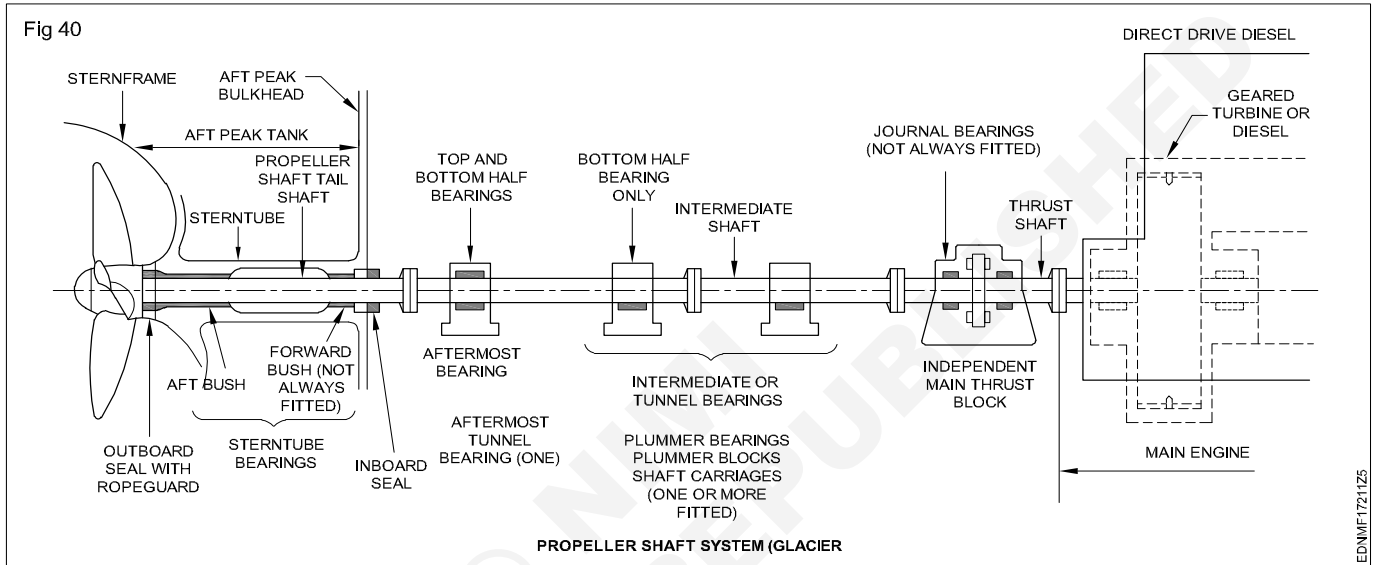 Fig 40
DIRECT DRIVE DIESEL
STERNFRAME
AFT PEAK
BULKHEAD
AFT PEAK TANK
PROPELLER
SHAFT TAIL
SHAFT
STERNTUBE
TOP AND
BOTTOM HALF
BEARINGS
BOTTOM HALF
BEARING
ONLY
INTERMEDIATE
SHAFT
JOURNAL BEARINGS
(NOT ALWAYS FITTED)
THRUST
SHAFT
GEARED
TURBINE OR
DIESEL
AFT BUSH
FORWARD
BUSH (NOT
ALWAYS
FITTED)
OUTBOARD
SEAL WITH
ROPEGUARD
STERNTUBE
BEARINGS
INBOARD
SEAL
AFTERMOST
BEARING
AFTERMOST
TUNNEL
BEARING (ONE)
INTERMEDIATE OR
TUNNEL BEARINGS
PLUMMER BEARINGS
PLUMMER BLOCKS
SHAFT CARRIAGES
(ONE OR MORE
FITTED)
INDEPENDENT
MAIN THRUST
BLOCK
MAIN ENGINE
PROPELLER SHAFT SYSTEM (GLACIER
EDNNMF17211Z5
© NIMI
REPUBLISHED